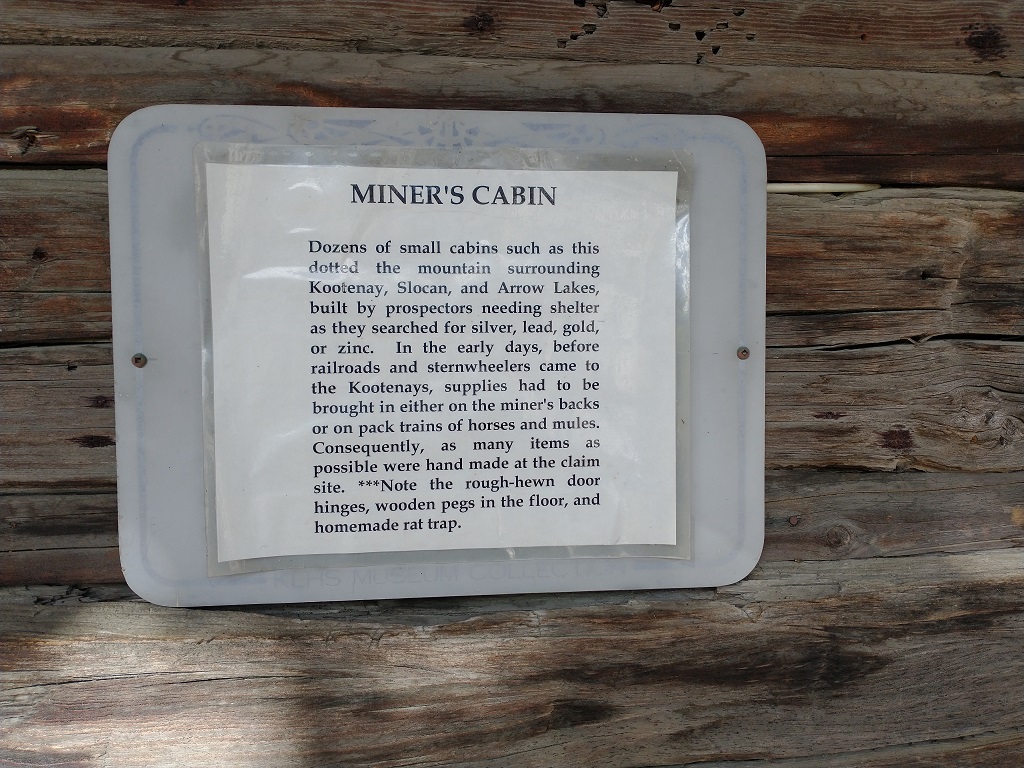 MINER'S CABIN
Dozens of small cabins such as this
dotted the mountain surrounding
Kootenay, Slocan, and Arrow Lakes,
built by prospectors needing shelter
as they searched for silver, lead, gold,
or zinc. In the early days, before
railroads and sternwheelers came to
the Kootenays, supplies had to be
brought in either on the miner's backs
or on pack trains of horses and mules.
Consequently, as many items as
possible were hand made at the claim
site. ***Note the rough-hewn door
hinges, wooden pegs in the floor, and
homemade rat trap.
KLHS MUSEUM COLLECTION